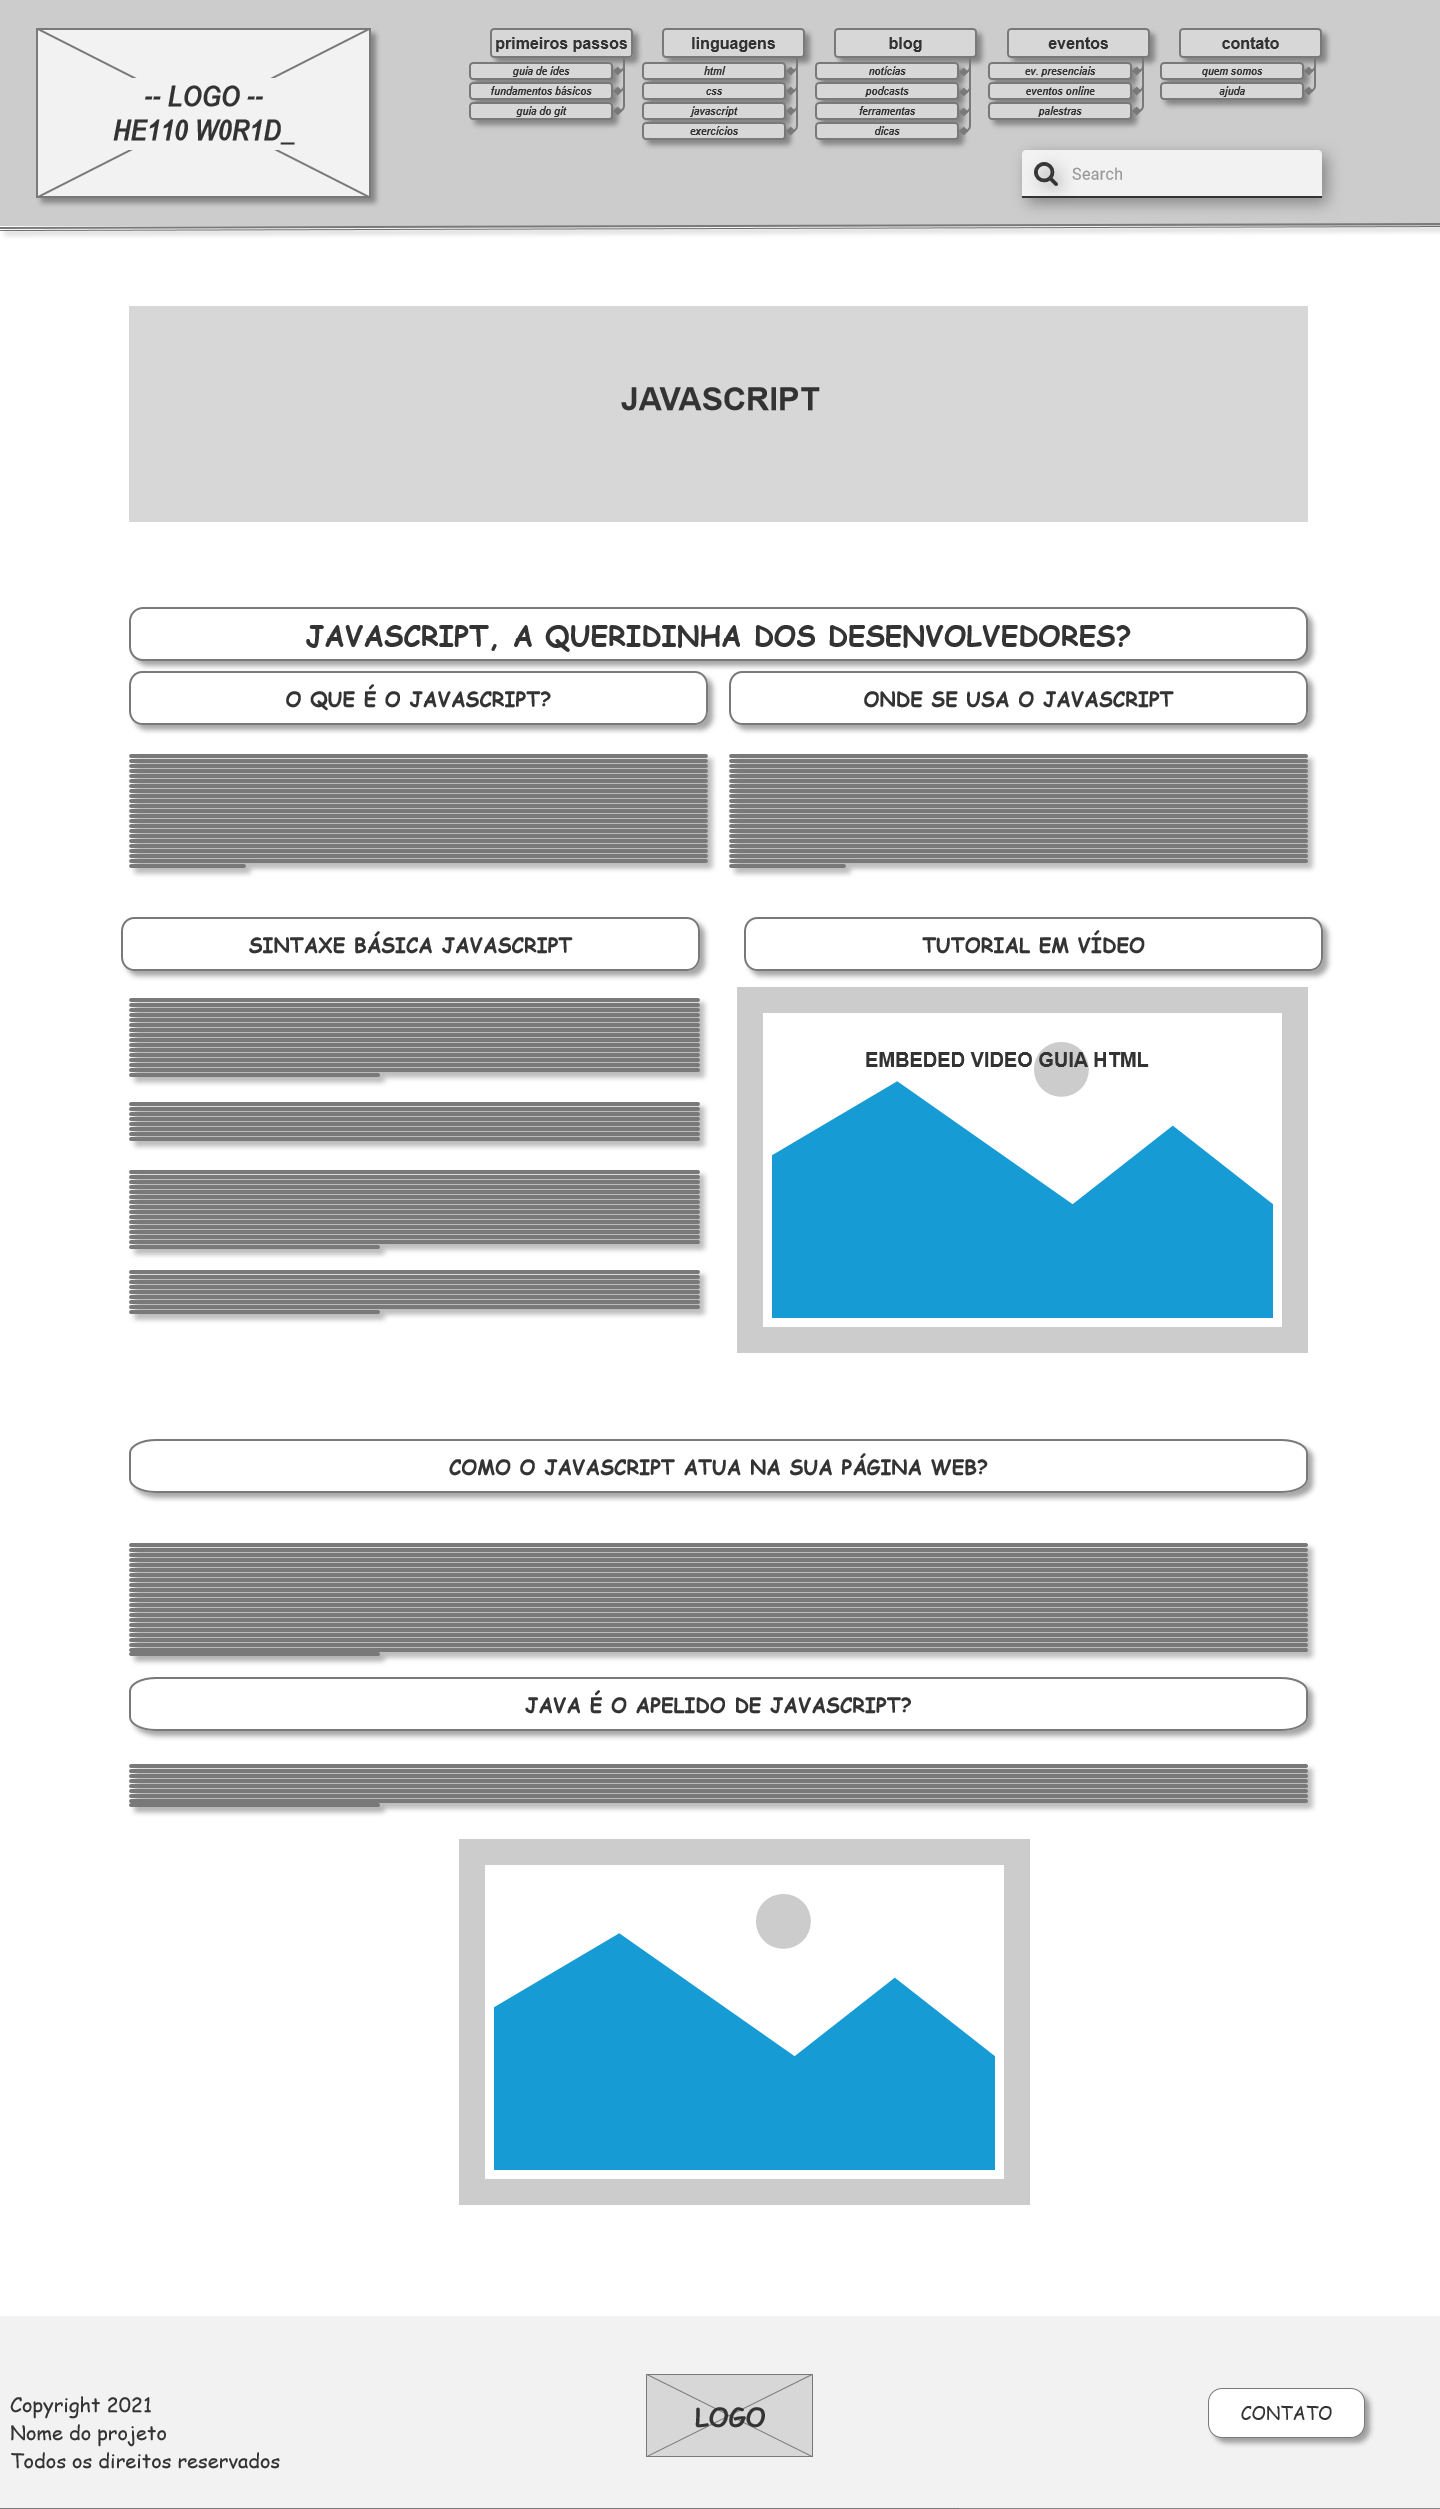 -- LOGO --
HE110 W0R1D_
primeiros passos
guia de ides
fundamentos básicos
guia do git
linguagens
html
css
javascript
exercícios
blog
notícias
podcasts
ferramentas
dicas
eventos
ev. presenciais
eventos online
palestras
contato
quem somos
ajuda
Search
JAVASCRIPT
JAVASCRIPT, A QUERIDINHA DOS DESENVOLVEDORES?
O QUE É O JAVASCRIPT?
ONDE SE USA O JAVASCRIPT
SINTAXE BÁSICA JAVASCRIPT
TUTORIAL EM VÍDEO
EMBEDED VIDEO GUIA HTML
COMO O JAVASCRIPT ATUA NA SUA PÁGINA WEB?
JAVA É O APELIDO DE JAVASCRIPT?
Copyright 2021
Nome do projeto
Todos os direitos reservados
LOGO
CONTATO